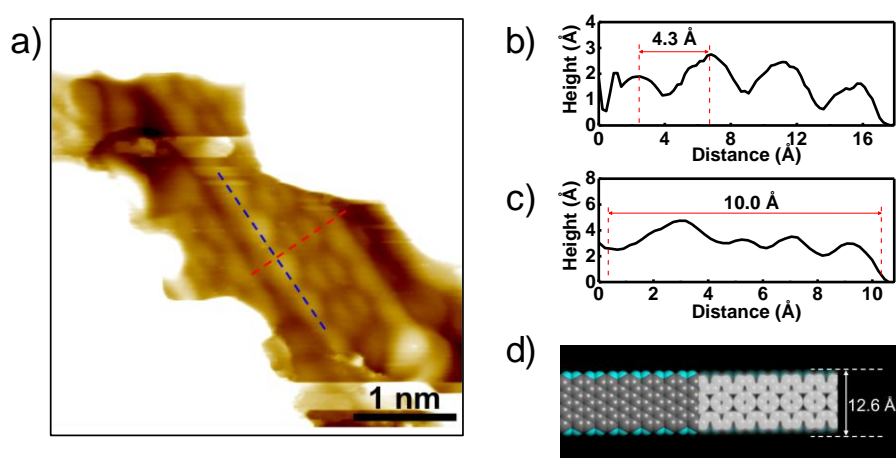 a)
1 nm
b)
Height (Å)
4
3
2
1
0
4.3 Å
0 4 8 12 16
Distance (Å)
c)
Height (Å)
8
6
4
2
0
10.0 Å
0 2 4 6 8 10
Distance (Å)
d)
12.6 Å